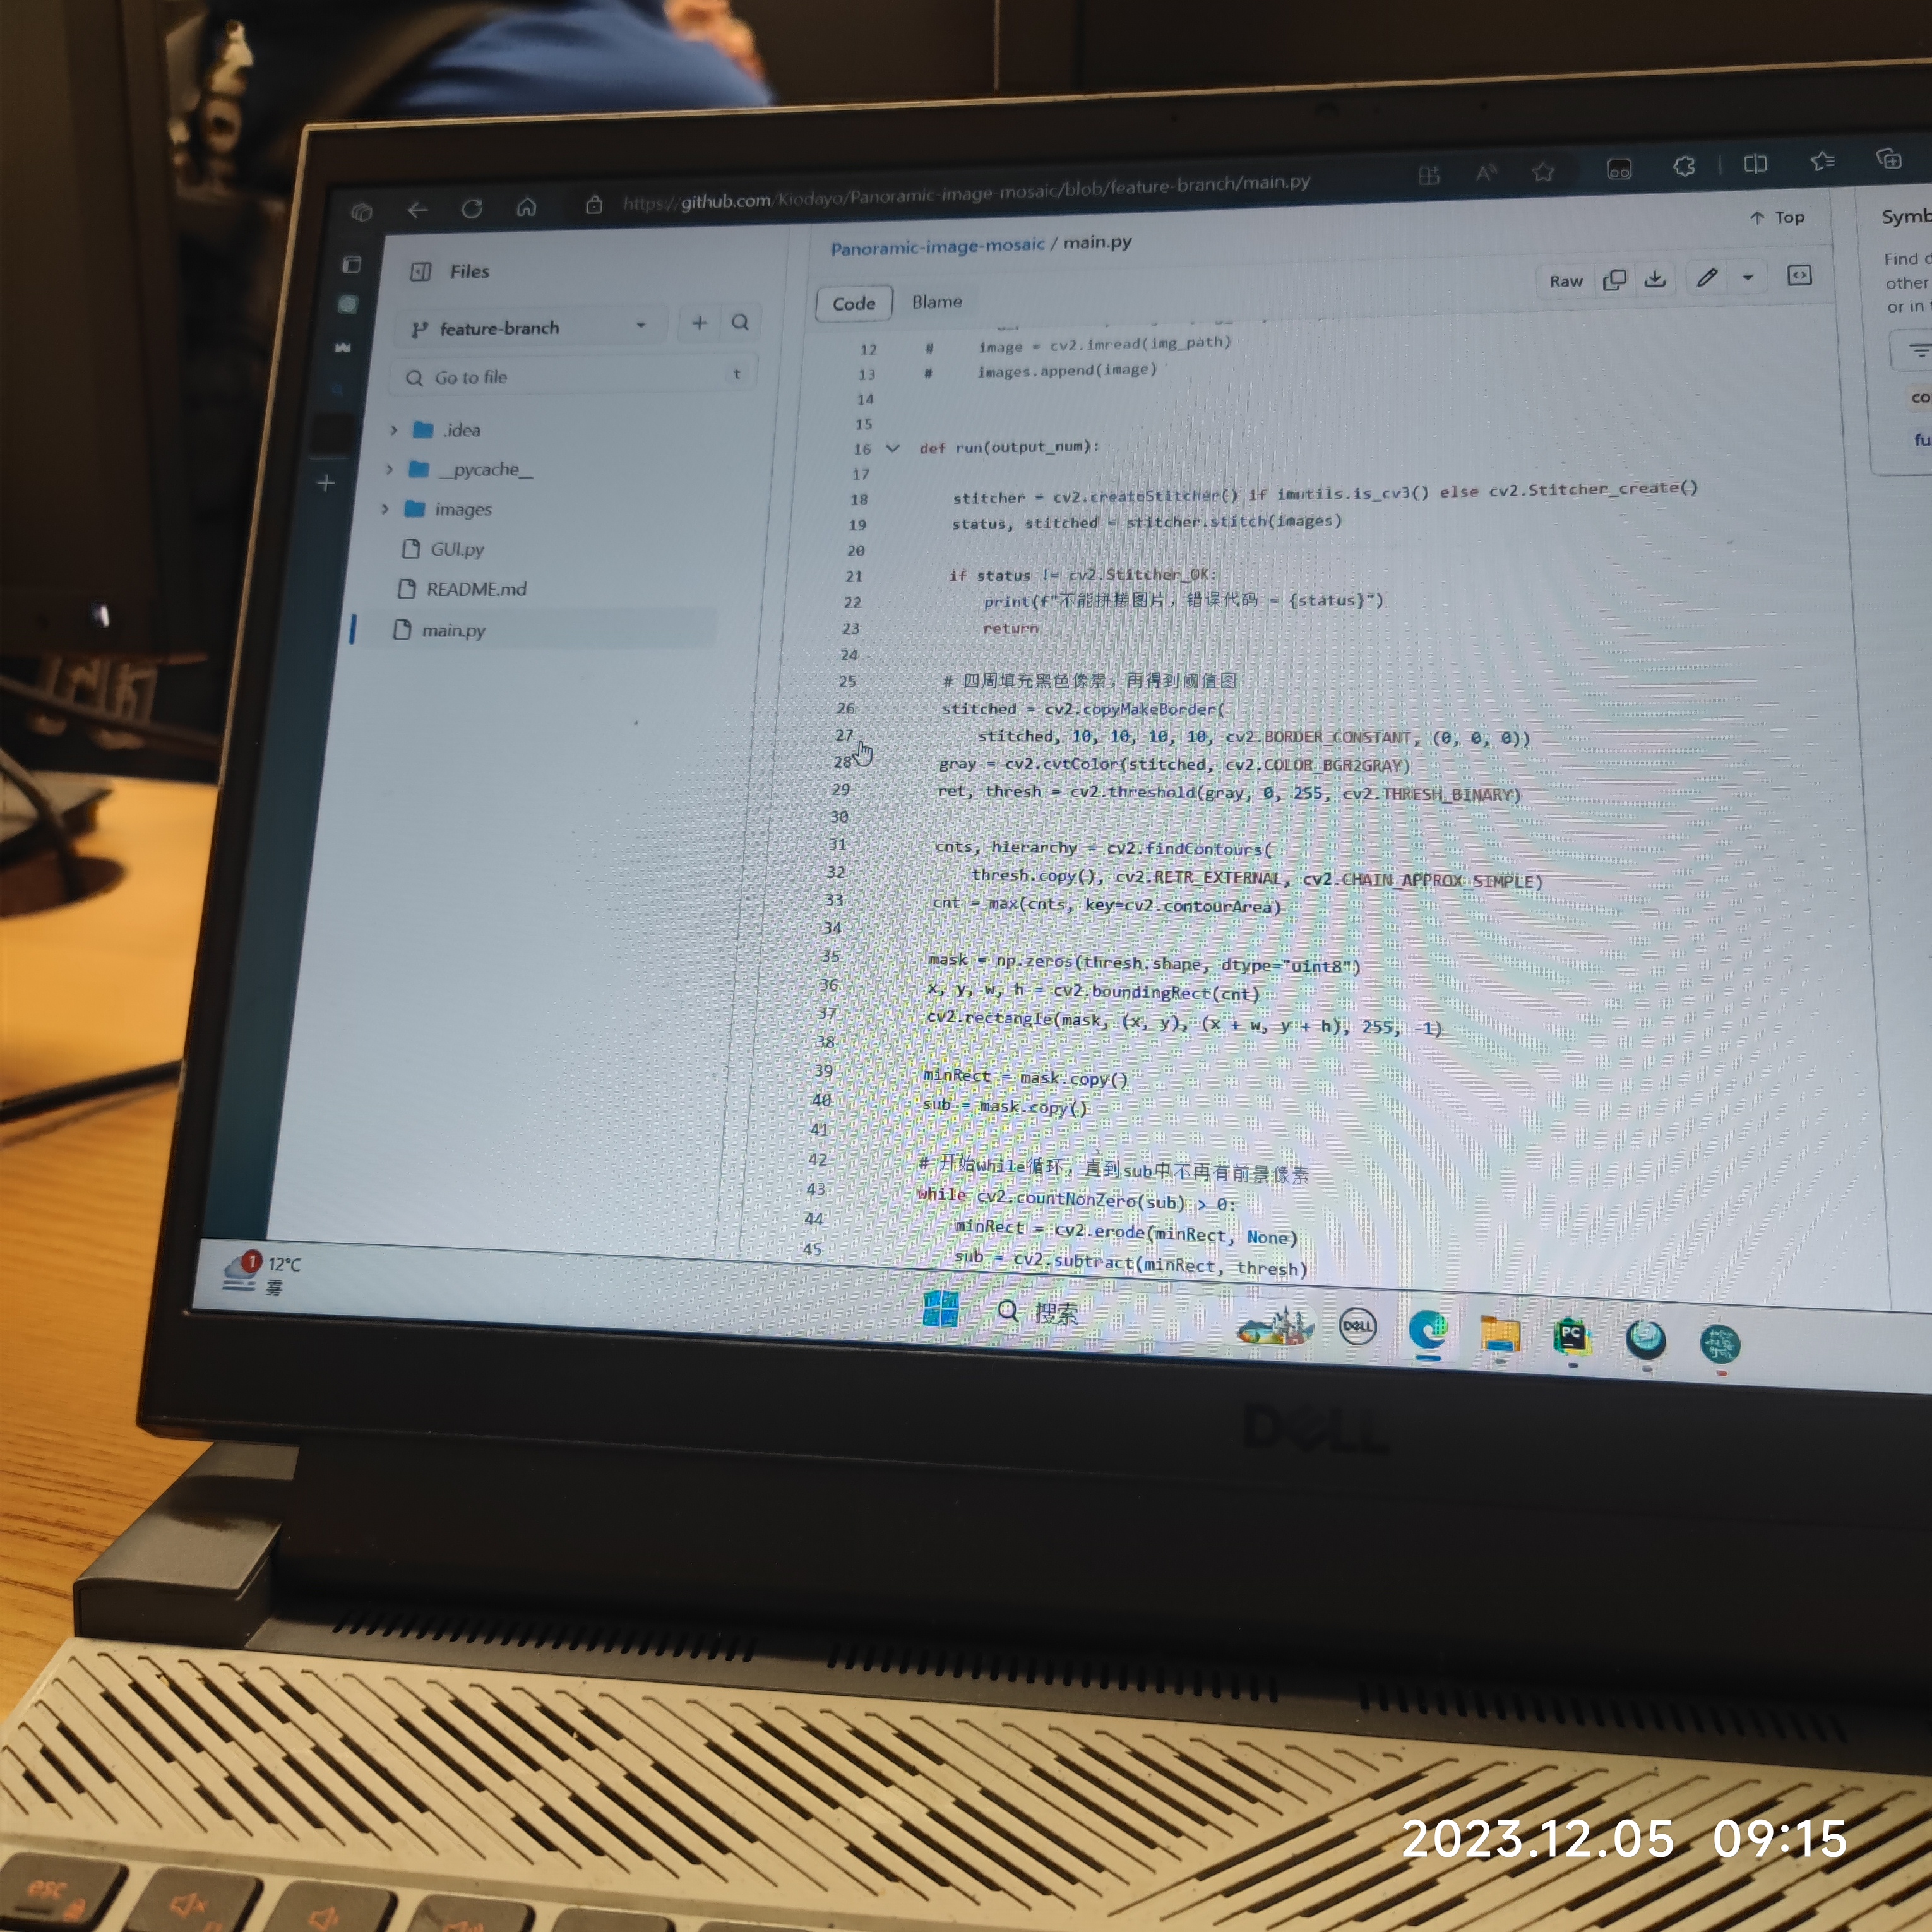 https://github.com/Kiodayo/Panoramic-image-mosaic/blob/feature-branch/main.py
Files
feature-branch
Go to file
t
.idea
__pycache__
images
GUI.py
README.md
main.py
Panoramic-image-mosaic / main.py
Top
Code
Blame
Raw
12 # image = cv2.imread(img_path)
13 # images.append(image)
14
15
16 def run(output_num):
17
18 stitcher = cv2.createStitcher() if imutils.is_cv3() else cv2.Stitcher_create()
19 status, stitched = stitcher.stitch(images)
20
21 if status != cv2.Stitcher_OK:
22 print(f"不能拼接图片，错误代码 = {status}")
23 return
24
25 # 四周填充黑色像素，再得到阈值图
26 stitched = cv2.copyMakeBorder(
27 stitched, 10, 10, 10, 10, cv2.BORDER_CONSTANT, (0, 0, 0))
28 gray = cv2.cvtColor(stitched, cv2.COLOR_BGR2GRAY)
29 ret, thresh = cv2.threshold(gray, 0, 255, cv2.THRESH_BINARY)
30
31 cnts, hierarchy = cv2.findContours(
32 thresh.copy(), cv2.RETR_EXTERNAL, cv2.CHAIN_APPROX_SIMPLE)
33 cnt = max(cnts, key=cv2.contourArea)
34
35 mask = np.zeros(thresh.shape, dtype="uint8")
36 x, y, w, h = cv2.boundingRect(cnt)
37 cv2.rectangle(mask, (x, y), (x + w, y + h), 255, -1)
38
39 minRect = mask.copy()
40 sub = mask.copy()
41
42 # 开始while循环，直到sub中不再有前景像素
43 while cv2.countNonZero(sub) > 0:
44 minRect = cv2.erode(minRect, None)
45 sub = cv2.subtract(minRect, thresh)
Symb
Find d
other
or in
co
fu
1
12°C
雾
搜索
DELL
PC
DELL
esc
2023.12.05 09:15